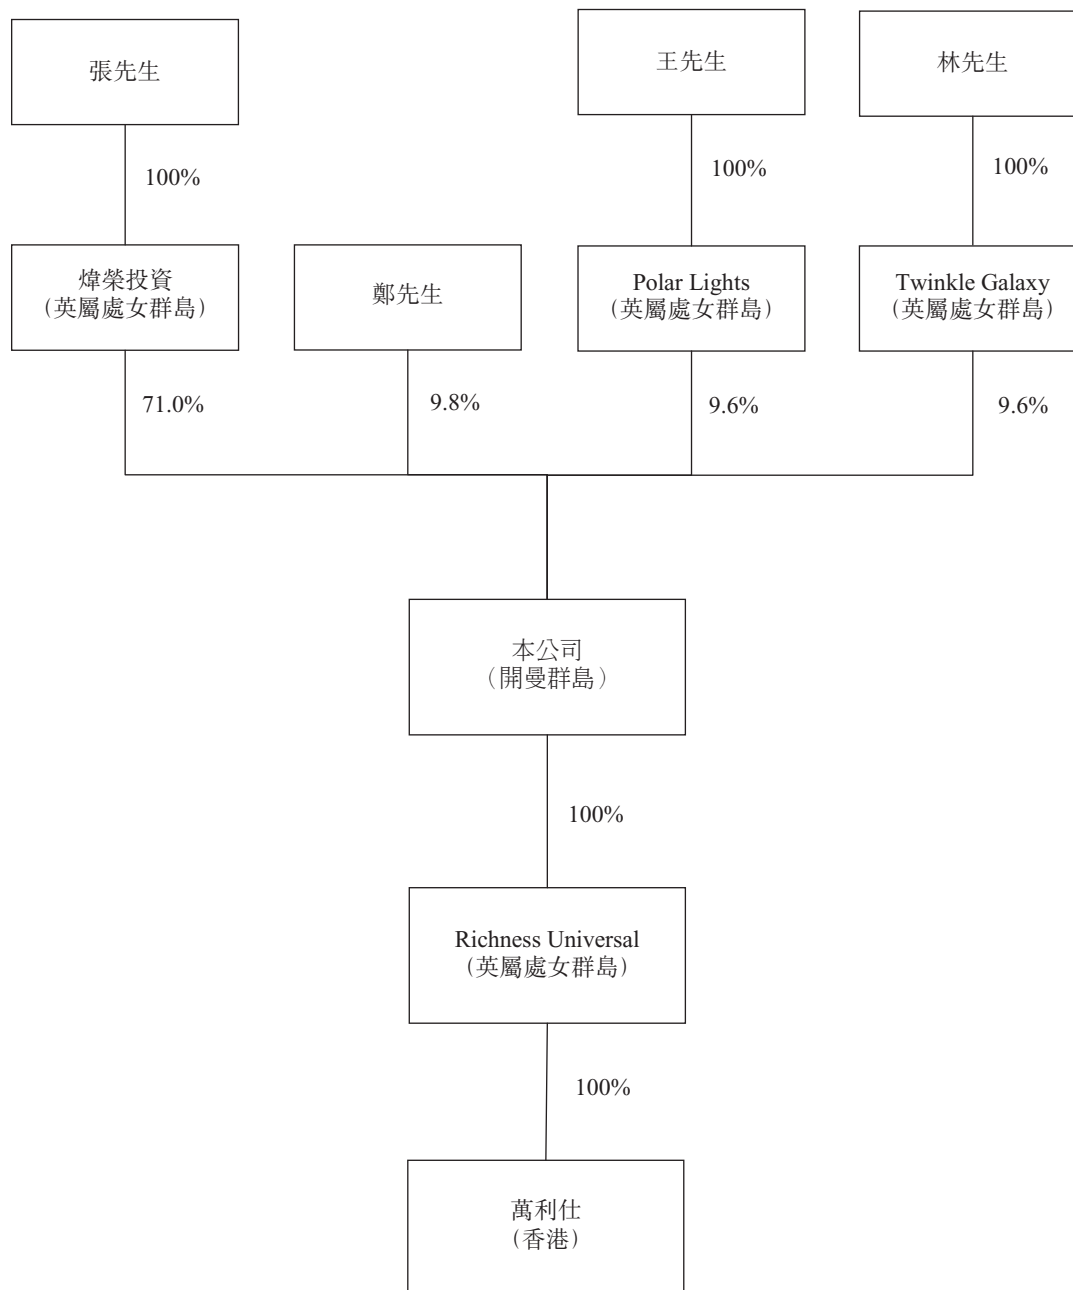 張先生
王先生
林先生
100%
100%
100%
煒榮投資
(英屬處女群島)
鄭先生
Polar Lights
(英屬處女群島)
Twinkle Galaxy
(英屬處女群島)
71.0%
9.8%
9.6%
9.6%
本公司
(開曼群島)
100%
Richness Universal
(英屬處女群島)
100%
萬利仕
(香港)